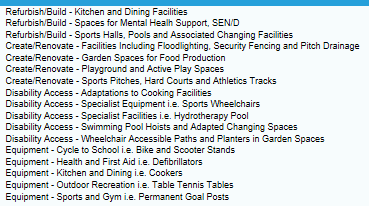 Refurbish/Build - Kitchen and Dining Facilities
Refurbish/Build - Spaces for Mental Healh Support, SEN/D
Refurbish/Build - Sports Halls, Pools and Associated Changing Facilities
Create/Renovate - Facilities Including Floodlighting, Security Fencing and Pitch Drainage
Create/Renovate - Garden Spaces for Food Production
Create/Renovate - Playground and Active Play Spaces
Create/Renovate - Sports Pitches, Hard Courts and Athletics Tracks
Disability Access - Adaptations to Cooking Facilities
Disability Access - Specialist Equipment i.e. Sports Wheelchairs
Disability Access - Specialist Facilities i.e. Hydrotherapy Pool
Disability Access - Swimming Pool Hoists and Adapted Changing Spaces
Disability Access - Wheelchair Accessible Paths and Planters in Garden Spaces
Equipment - Cycle to School i.e. Bike and Scooter Stands
Equipment - Health and First Aid i.e. Defibrillators
Equipment - Kitchen and Dining i.e. Cookers
Equipment - Outdoor Recreation i.e. Table Tennis Tables
Equipment - Sports and Gym i.e. Permanent Goal Posts